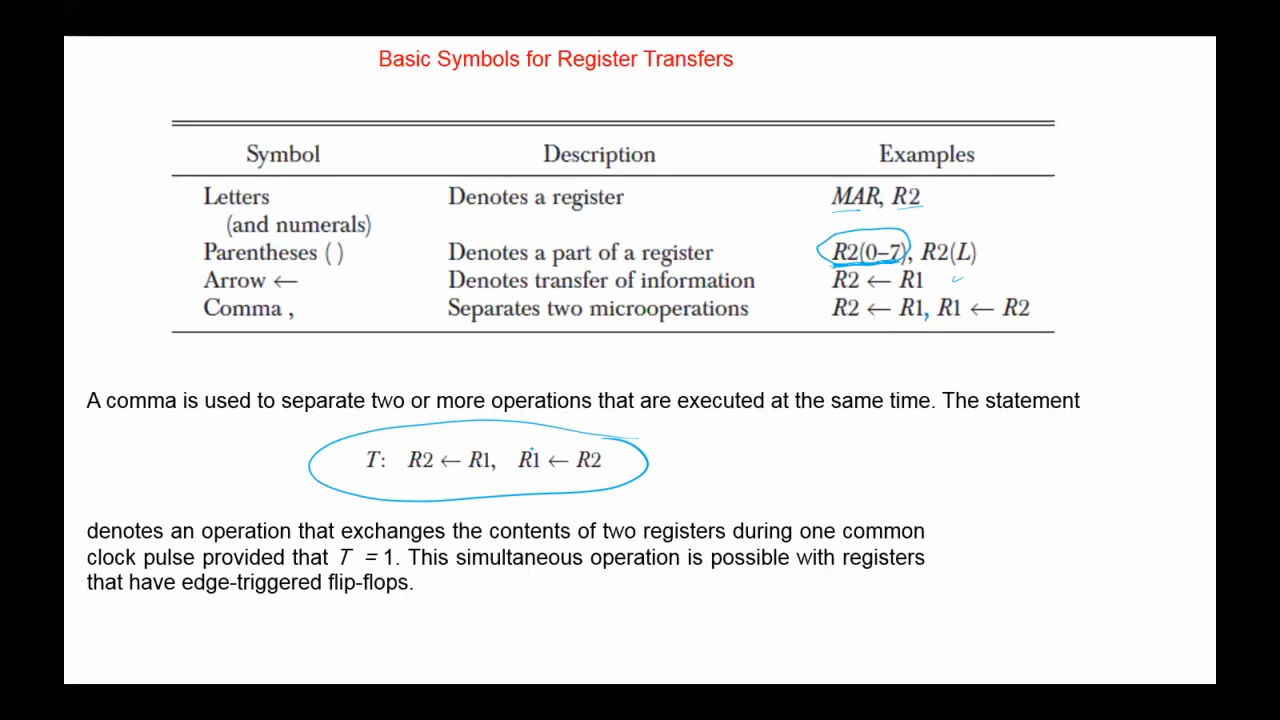 Basic Symbols for Register Transfers
Symbol Description Examples
Letters Denotes a register MAR, R2
(and numerals)
Parentheses ( ) Denotes a part of a register R2(0–7), R2(L)
Arrow ← Denotes transfer of information R2 ← R1
Comma , Separates two microoperations R2 ← R1, R1 ← R2
A comma is used to separate two or more operations that are executed at the same time. The statement
T: R2 ← R1, R1 ← R2
denotes an operation that exchanges the contents of two registers during one common
clock pulse provided that T = 1. This simultaneous operation is possible with registers
that have edge-triggered flip-flops.